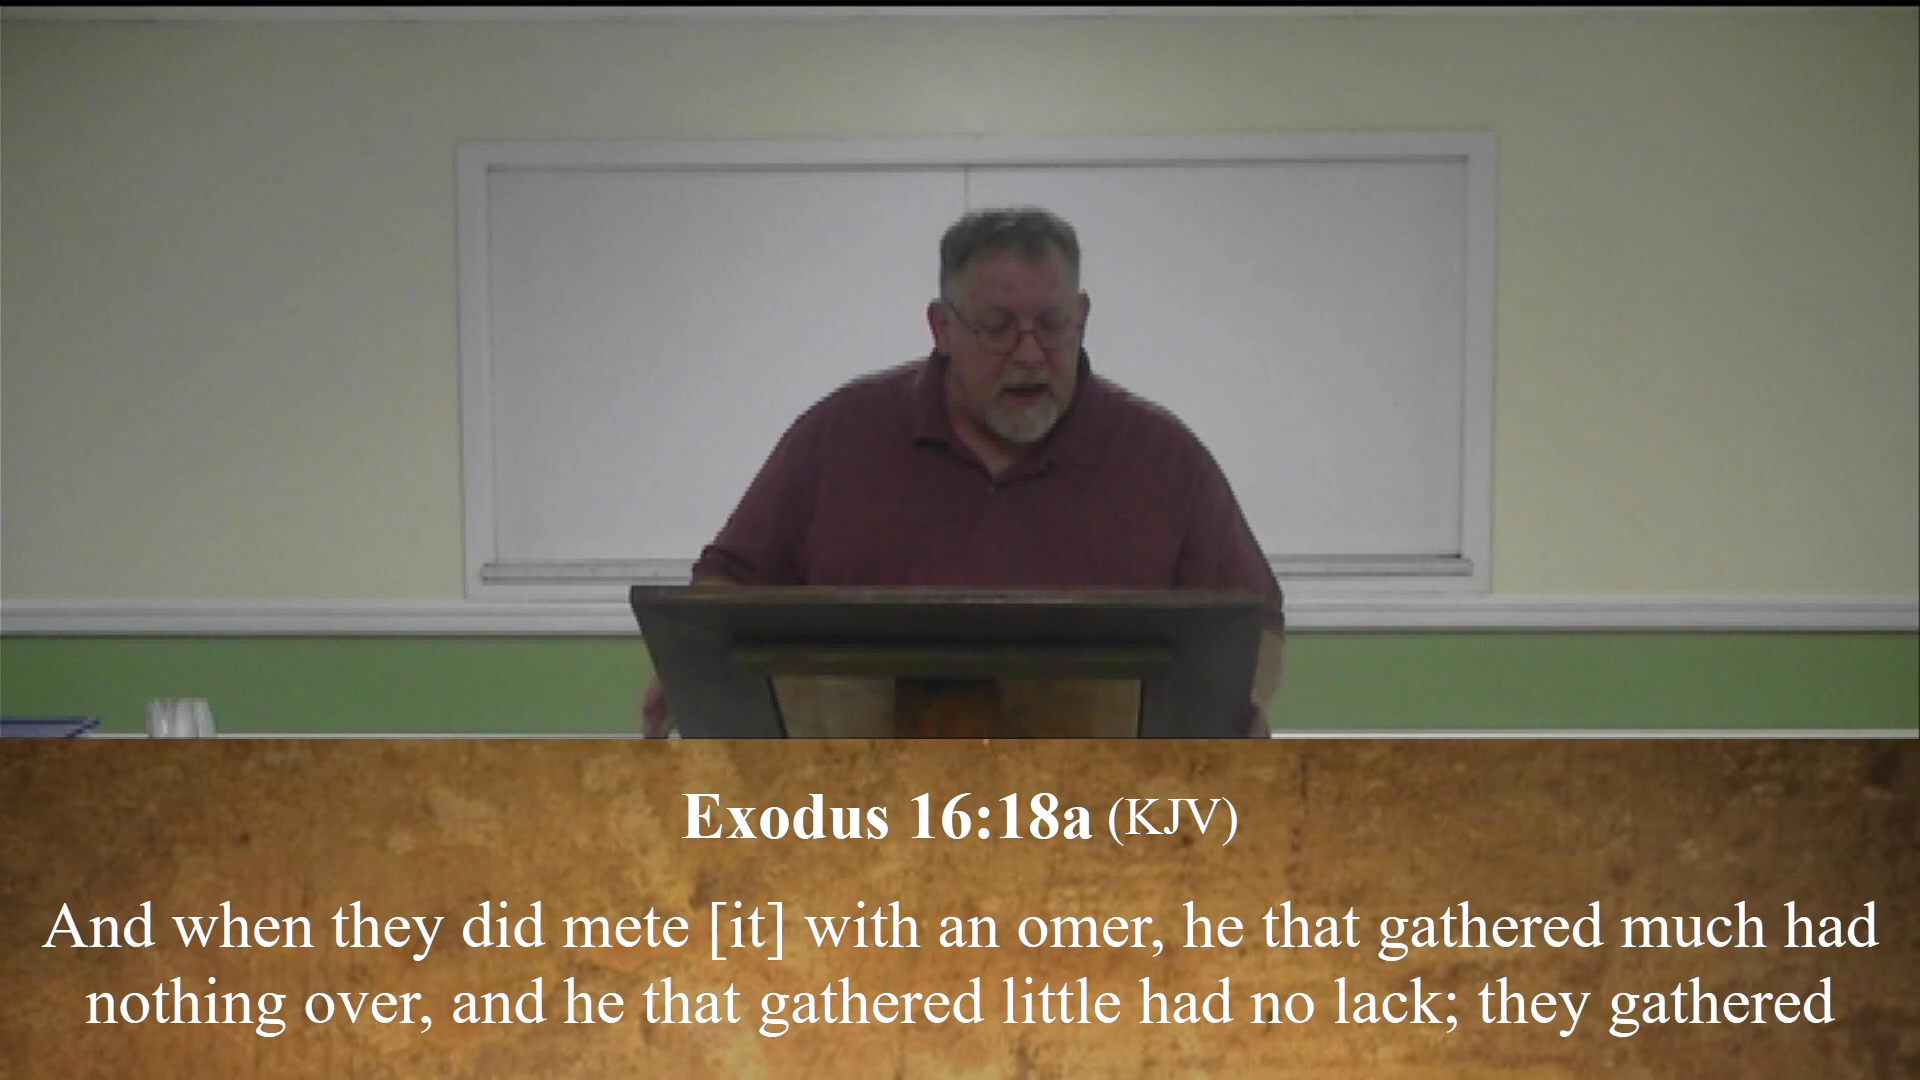 Exodus 16:18a (KJV)
And when they did mete [it] with an omer, he that gathered much had
nothing over, and he that gathered little had no lack; they gathered